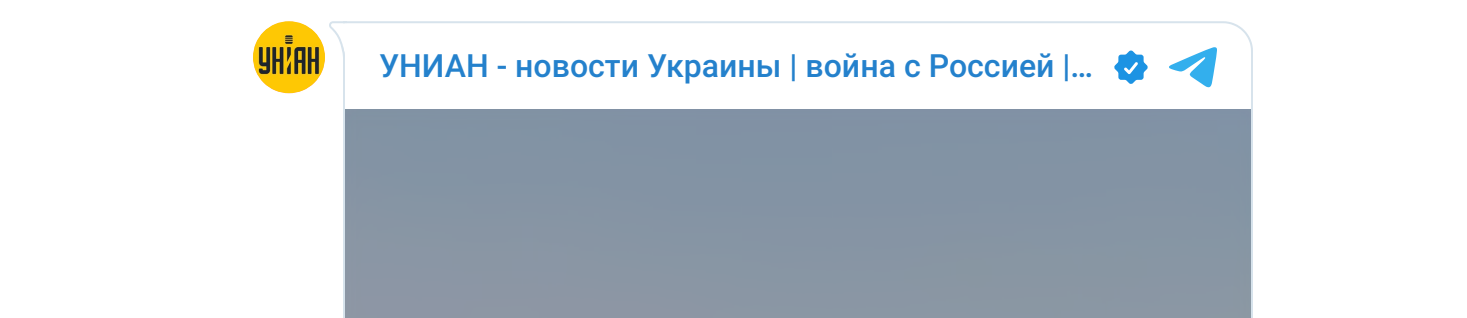 УНІАН
УНИАН - новости Украины | война с Россией |...